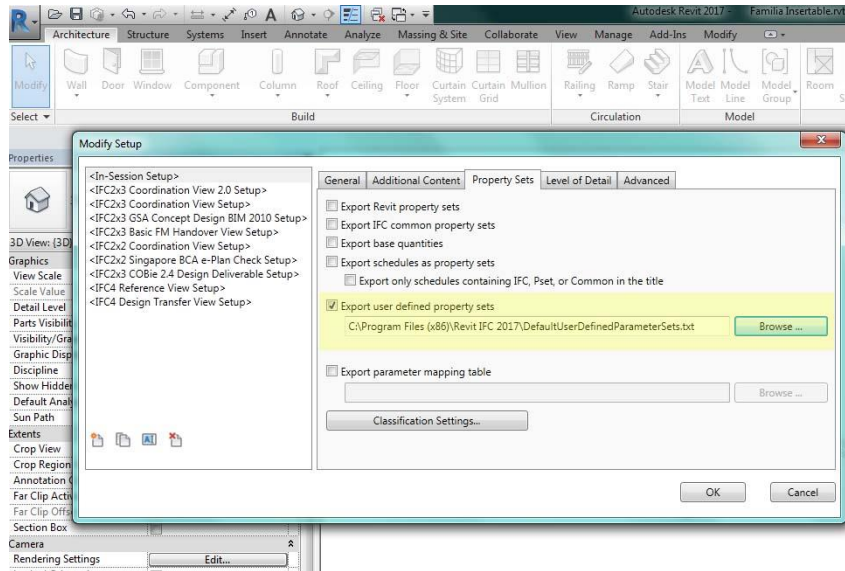 Autodesk Revit 2017 - Familia Insertable.rvt
Architecture Structure Systems Insert Annotate Analyze Massing & Site Collaborate View Manage Add-Ins Modify
Modify Wall Door Window Component Column Roof Ceiling Floor Curtain System Curtain Grid Mullion Railing Ramp Stair Model Text Model Line Model Group Room
Select Build Circulation Model
Modify Setup
Properties
3D View: {3D}
Graphics
View Scale
Scale Value
Detail Level
Parts Visibilit
Visibility/Gra
Graphic Disp
Discipline
Show Hidden
Default Analy
Sun Path
Extents
Crop View
Crop Region
Annotation C
Far Clip Activ
Far Clip Offs
Section Box
Camera
Rendering Settings Edit...
<In-Session Setup>
<IFC2x3 Coordination View 2.0 Setup>
<IFC2x3 Coordination View Setup>
<IFC2x3 GSA Concept Design BIM 2010 Setup>
<IFC2x3 Basic FM Handover View Setup>
<IFC2x2 Coordination View Setup>
<IFC2x2 Singapore BCA e-Plan Check Setup>
<IFC2x3 COBie 2.4 Design Deliverable Setup>
<IFC4 Reference View Setup>
<IFC4 Design Transfer View Setup>
General Additional Content Property Sets Level of Detail Advanced
Export Revit property sets
Export IFC common property sets
Export base quantities
Export schedules as property sets
Export only schedules containing IFC, Pset, or Common in the title
Export user defined property sets
C:\Program Files (x86)\Revit IFC 2017\DefaultUserDefinedParameterSets.txt Browse ...
Export parameter mapping table
Browse ...
Classification Settings...
OK Cancel